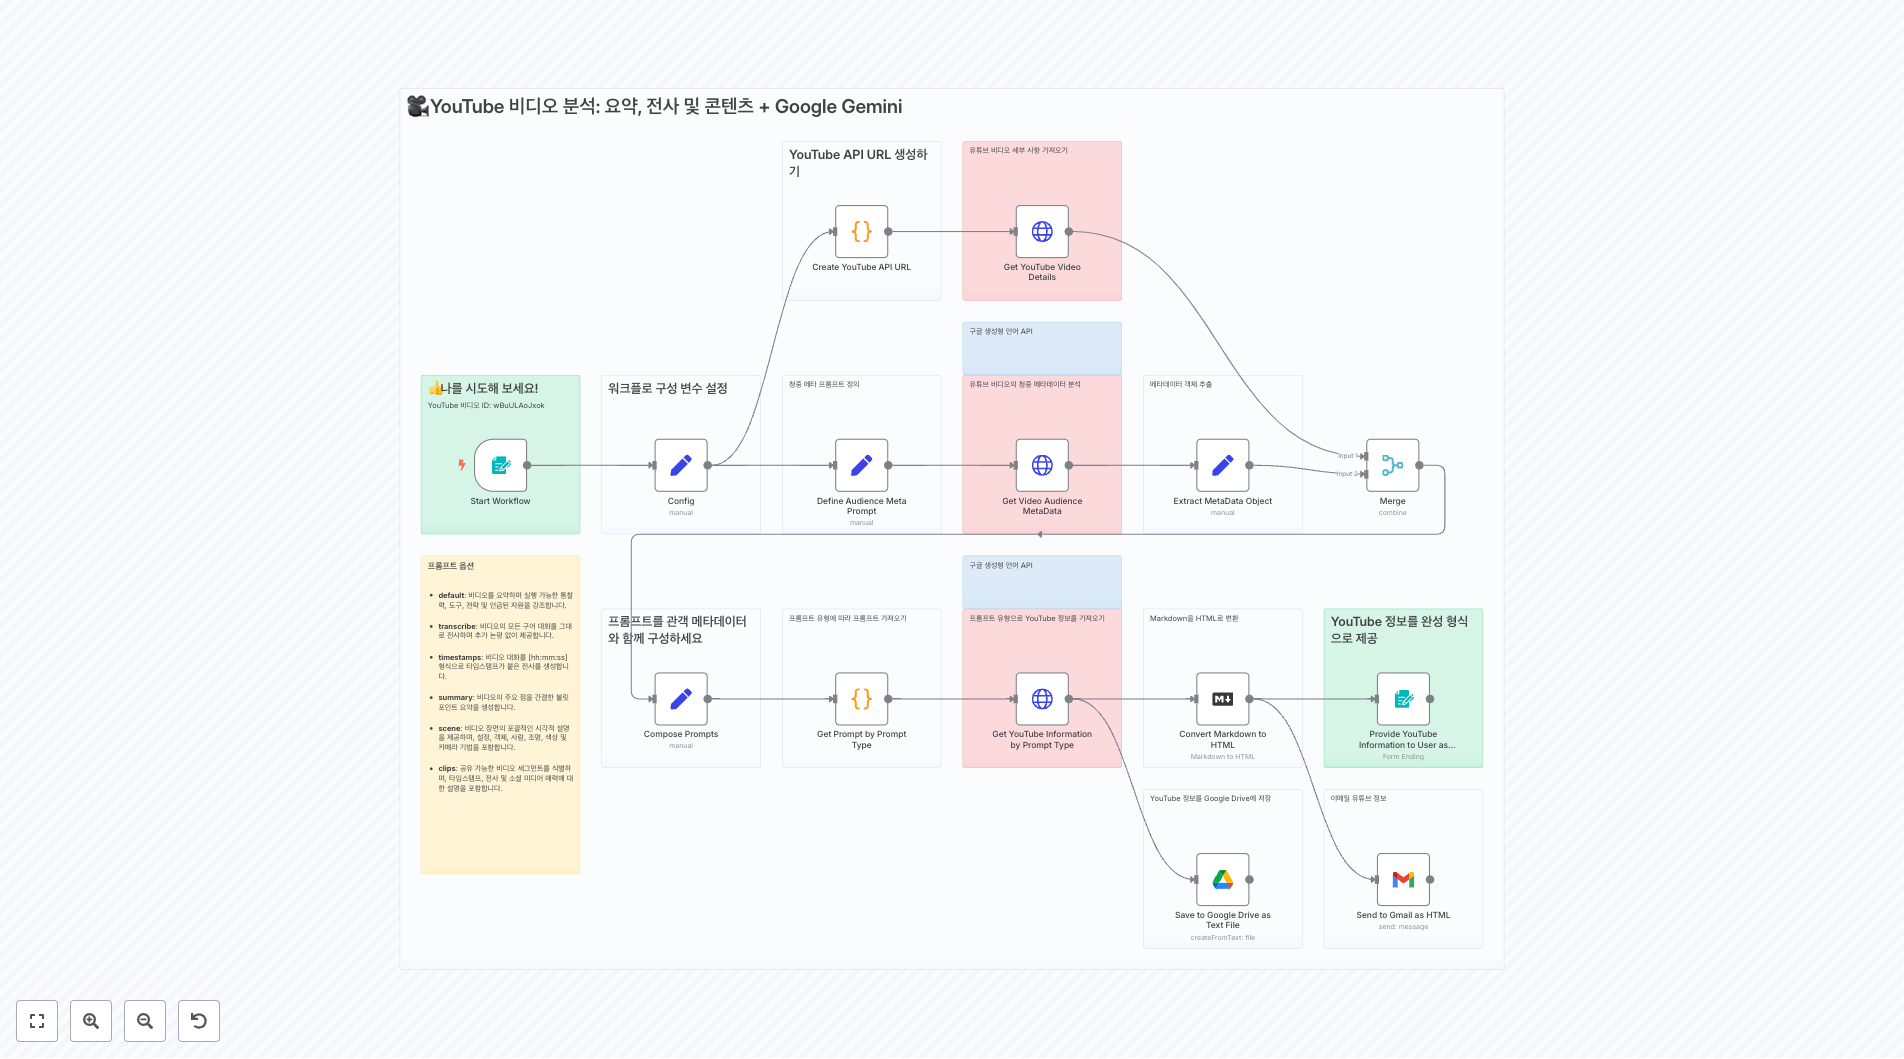 🎥YouTube 비디오 분석: 요약, 전사 및 콘텐츠 + Google Gemini
YouTube API URL 생성하
기
Create YouTube API URL
유튜브 비디오 세부 사항 가져오기
Get YouTube Video
Details
구글 생성형 언어 API
👍나를 시도해 보세요!
YouTube 비디오 ID: wBuULAoJxok
Start Workflow
워크플로 구성 변수 설정
Config
manual
청중 메타 프롬프트 정의
Define Audience Meta
Prompt
manual
유튜브 비디오의 청중 메타데이터 분석
Get Video Audience
MetaData
메타데이터 객체 추출
Extract MetaData Object
manual
Input 1
Input 2
Merge
combine
프롬프트 옵션
default: 비디오를 요약하며 실행 가능한 통찰
력, 도구, 전략 및 언급된 자원을 강조합니다.
transcribe: 비디오의 모든 구어 대화를 그대
로 전사하며 추가 논평 없이 제공합니다.
timestamps: 비디오 대화를 [hh:mm:ss]
형식으로 타임스탬프가 붙은 전사를 생성합니
다.
summary: 비디오의 주요 점을 간결한 불릿
포인트 요약을 생성합니다.
scene: 비디오 장면의 포괄적인 시각적 설명
을 제공하며, 설정, 객체, 사람, 조명, 색상 및
카메라 기법을 포함합니다.
clips: 공유 가능한 비디오 세그먼트를 식별하
며, 타임스탬프, 전사 및 소셜 미디어 매력에 대
한 설명을 포함합니다.
프롬프트를 관객 메타데이터
와 함께 구성하세요
Compose Prompts
manual
프롬프트 유형에 따라 프롬프트 가져오기
Get Prompt by Prompt
Type
구글 생성형 언어 API
프롬프트 유형으로 YouTube 정보를 가져오기
Get YouTube Information
by Prompt Type
Markdown을 HTML로 변환
Convert Markdown to
HTML
Markdown to HTML
YouTube 정보를 완성 형식
으로 제공
Provide YouTube
Information to User as...
Form Ending
YouTube 정보를 Google Drive에 저장
Save to Google Drive as
Text File
createFromText: file
이메일 유튜브 정보
Send to Gmail as HTML
send: message